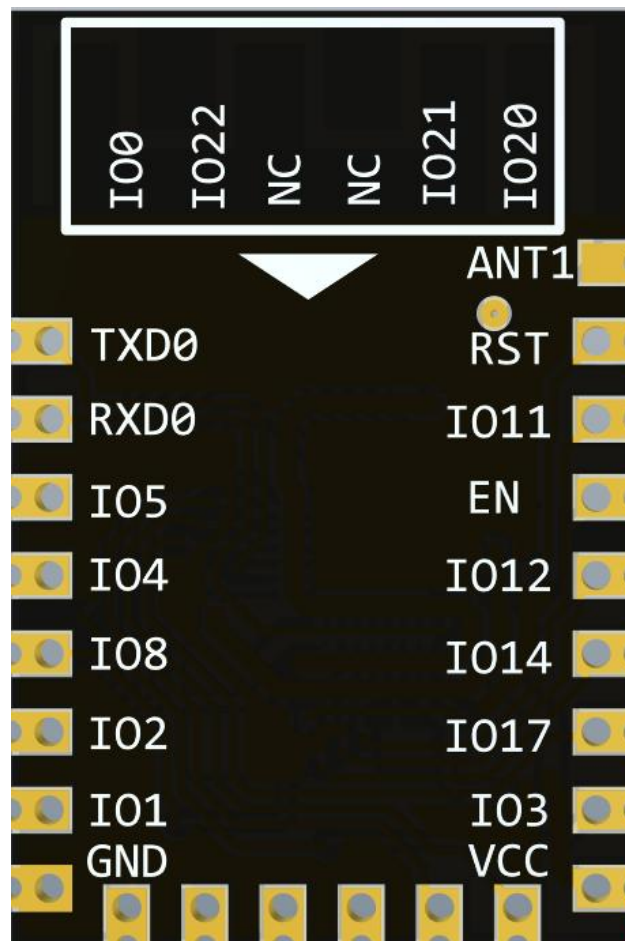 IO0
IO22
NC
NC
IO21
IO20
ANT1
TXD0
RST
RXD0
IO11
IO5
EN
IO4
IO12
IO8
IO14
IO2
IO17
IO1
IO3
GND
VCC